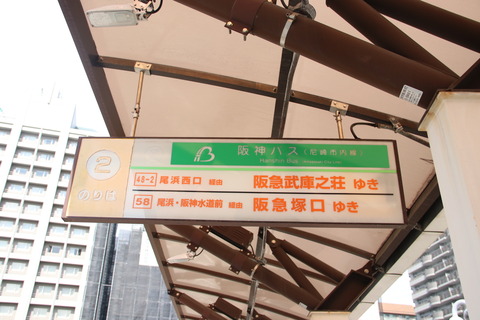 2
のりば
阪神バス(尼崎市内線)
Hanshin Bus
48-2 尾浜西口 経由 阪急武庫之荘 ゆき
58 尾浜・阪神水道前 経由 阪急塚口 ゆき